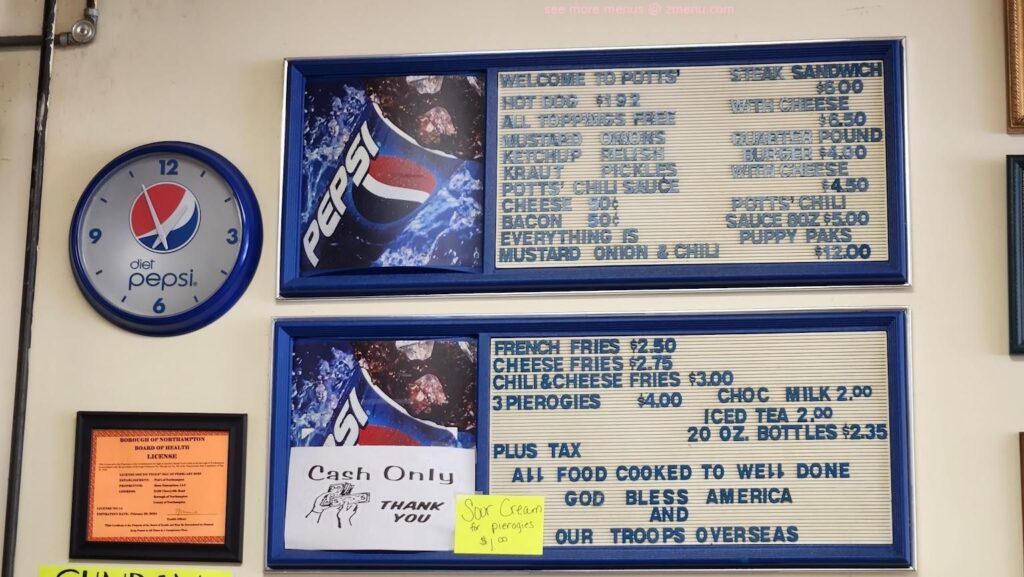 see more menus @ zmenu.com
WELCOME TO POTTS'
HOT DOG $1.92
ALL TOPPINGS FREE
MUSTARD ONIONS
KETCHUP RELISH
KRAUT PICKLES
POTTS' CHILI SAUCE
CHEESE 50¢
BACON 50¢
EVERYTHING IS
MUSTARD ONION & CHILI
STEAK SANDWICH
$6.00
WITH CHEESE
$6.50
QUARTER POUND
BURGER $4.00
WITH CHEESE
$4.50
POTTS' CHILI
SAUCE 8OZ $5.00
PUPPY PAKS
$12.00
PEPSI
12
3
6
9
diet
pepsi
FRENCH FRIES $2.50
CHEESE FRIES $2.75
CHILI & CHEESE FRIES $3.00
3 PIEROGIES $4.00
CHOC MILK 2.00
ICED TEA 2.00
20 OZ. BOTTLES $2.35
PLUS TAX
ALL FOOD COOKED TO WELL DONE
GOD BLESS AMERICA
AND
OUR TROOPS OVERSEAS
PEPSI
Cash Only
THANK
YOU
Sour Cream
for pierogies
$1.00
BOROUGH OF NORTHAMPTON
BOARD OF HEALTH
LICENSE